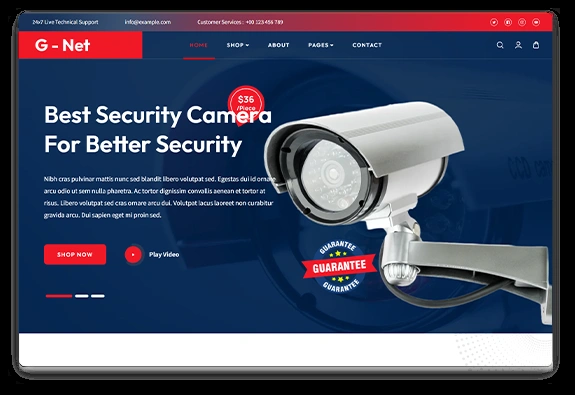 24x7 Live Technical Support
info@example.com
Customer Services : +00 123 456 789
G - Net
HOME
SHOP
ABOUT
PAGES
CONTACT
$36
/Piece
Best Security Camera
For Better Security
Nibh cras pulvinar mattis nunc sed blandit libero volutpat sed. Egestas dui id ornare
arcu odio ut sem nulla pharetra. Ac tortor dignissim convallis aenean et tortor at
risus. Libero volutpat sed cras ornare arcu dui. Volutpat lacus laoreet non curabitur
gravida arcu. Dui sapien eget mi proin sed.
SHOP NOW
Play Video
GUARANTEE
GUARANTEE
GUARANTEE